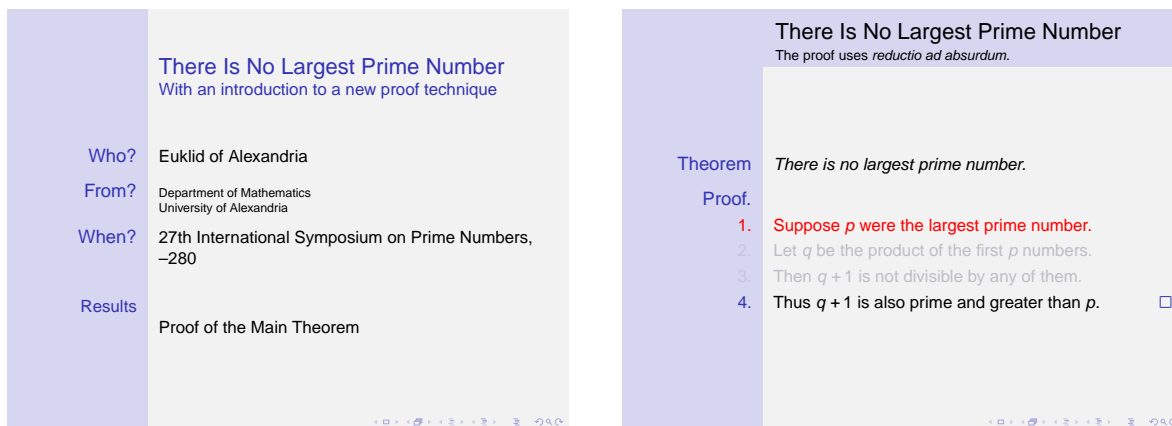 There Is No Largest Prime Number
With an introduction to a new proof technique
Who? Euklid of Alexandria
From? Department of Mathematics
University of Alexandria
When? 27th International Symposium on Prime Numbers,
–280
Results
Proof of the Main Theorem
There Is No Largest Prime Number
The proof uses reductio ad absurdum.
Theorem There is no largest prime number.
Proof.
1. Suppose p were the largest prime number.
2. Let q be the product of the first p numbers.
3. Then q + 1 is not divisible by any of them.
4. Thus q + 1 is also prime and greater than p. □